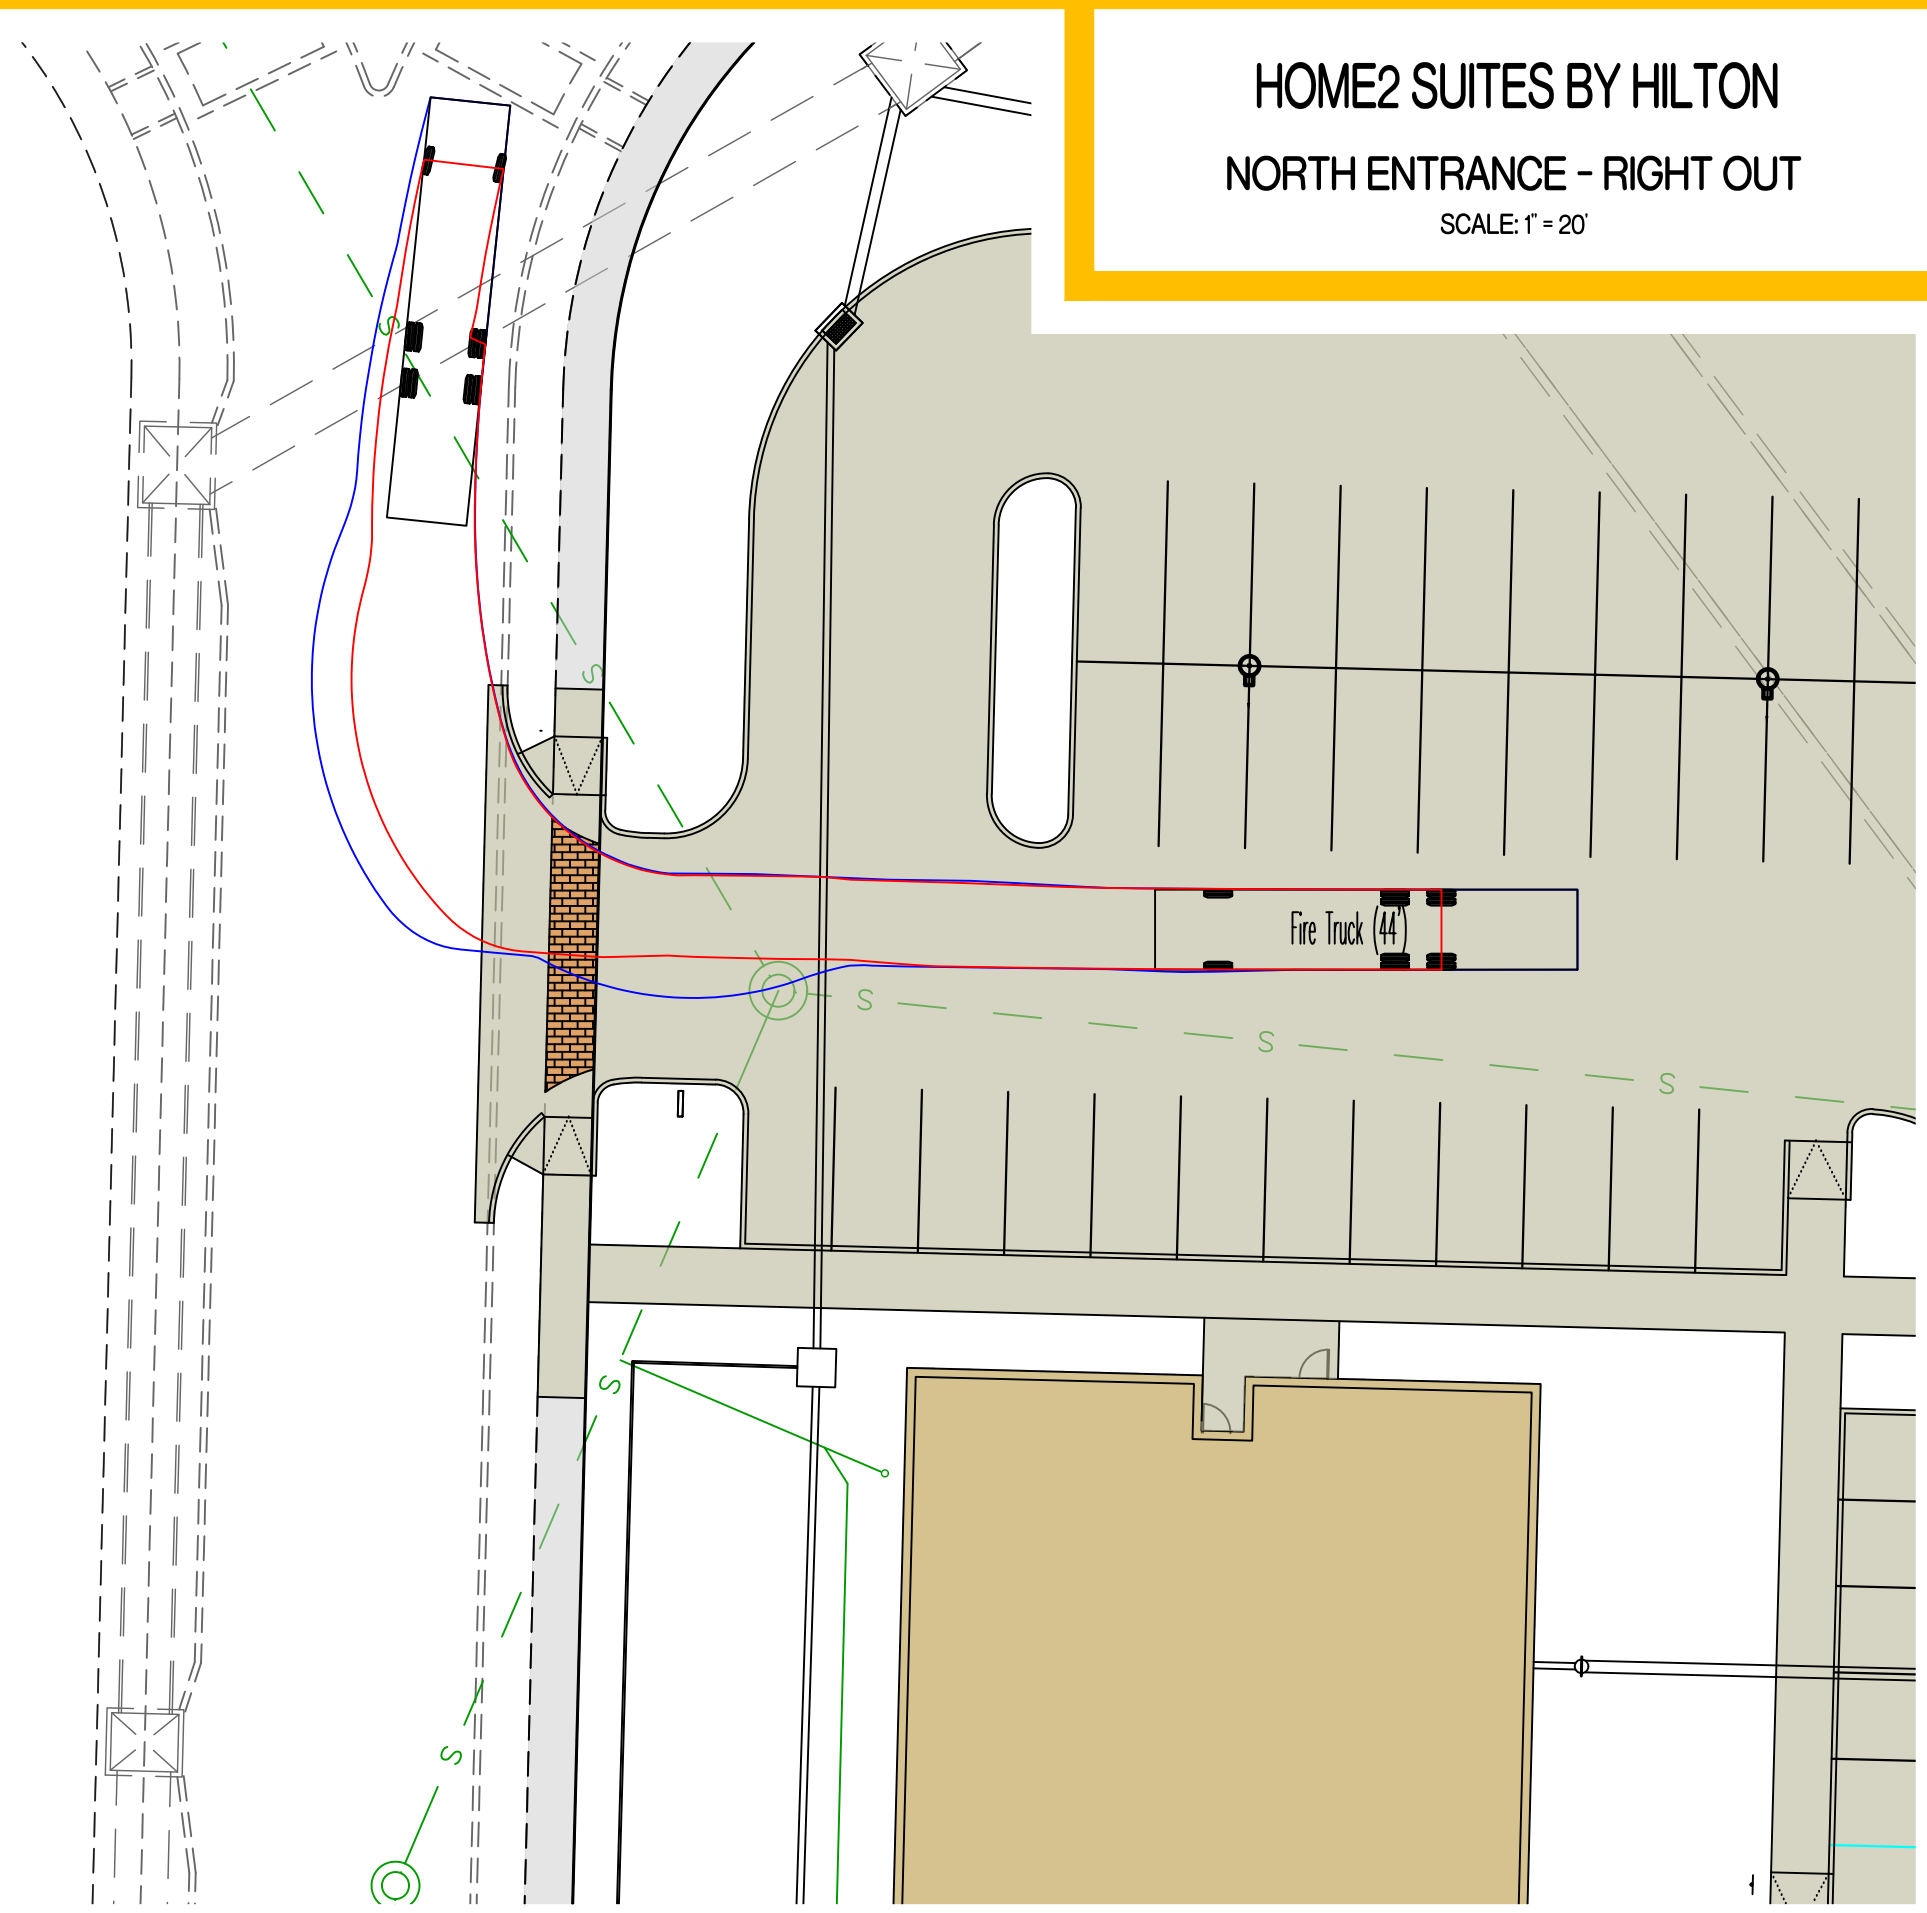 HOME2 SUITES BY HILTON
NORTH ENTRANCE - RIGHT OUT
SCALE: 1" = 20'
S
S
Fire Truck (44')
S
S
S
S
S